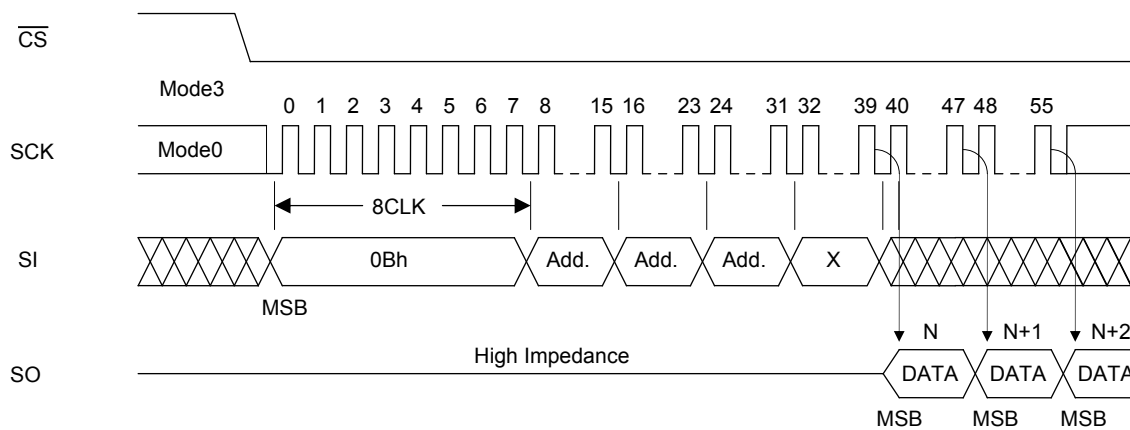 CS
Mode3
0 1 2 3 4 5 6 7 8 15 16 23 24 31 32 39 40 47 48 55
SCK Mode0
8CLK
SI 0Bh Add. Add. Add. X
MSB
N N+1 N+2
High Impedance
SO DATA DATA DATA
MSB MSB MSB